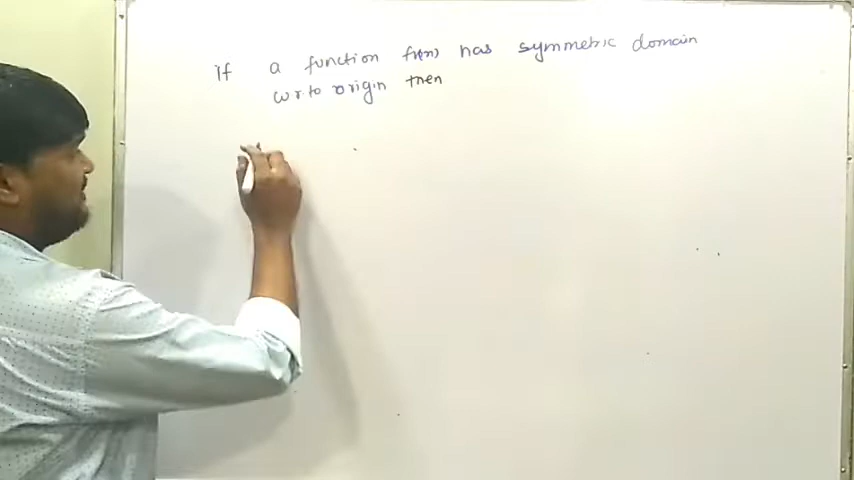 If a function f(x) has symmetric domain
w.r.to origin then